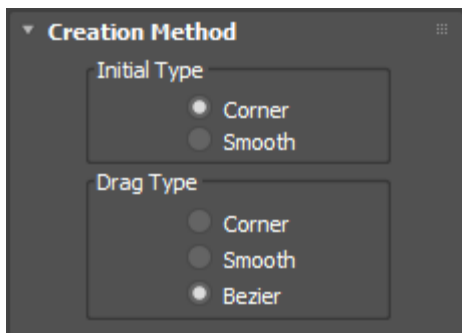 Creation Method
Initial Type
Corner
Smooth
Drag Type
Corner
Smooth
Bezier